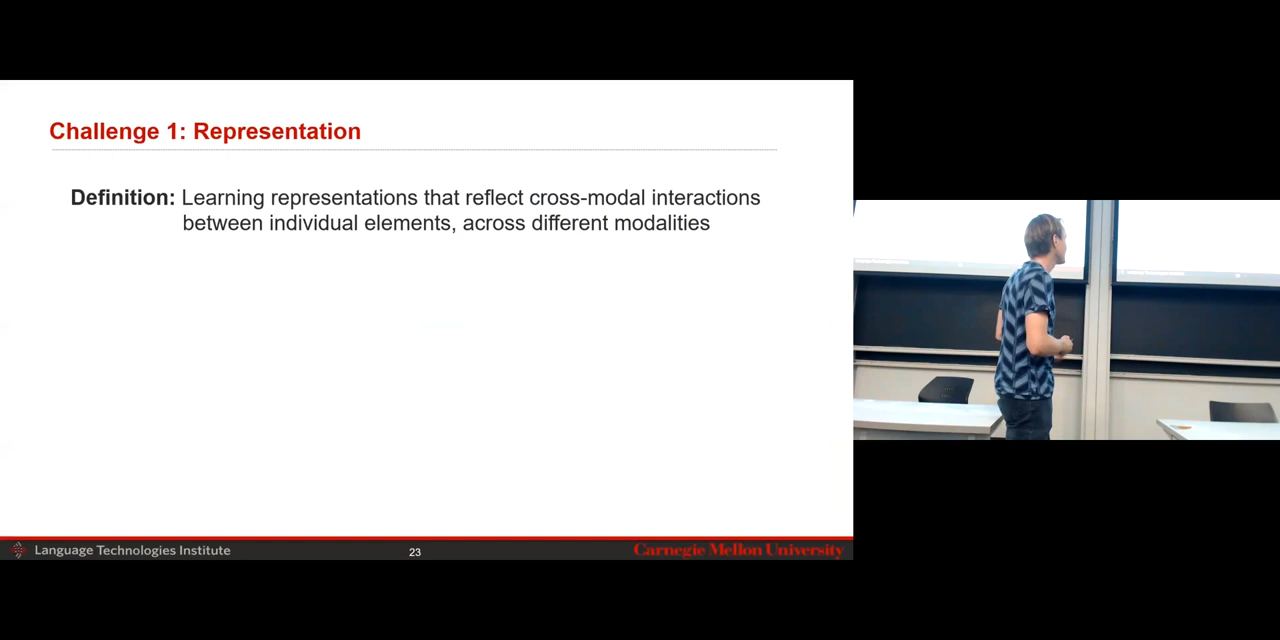 Challenge 1: Representation
Definition: Learning representations that reflect cross-modal interactions
between individual elements, across different modalities
Language Technologies Institute
23
Carnegie Mellon University